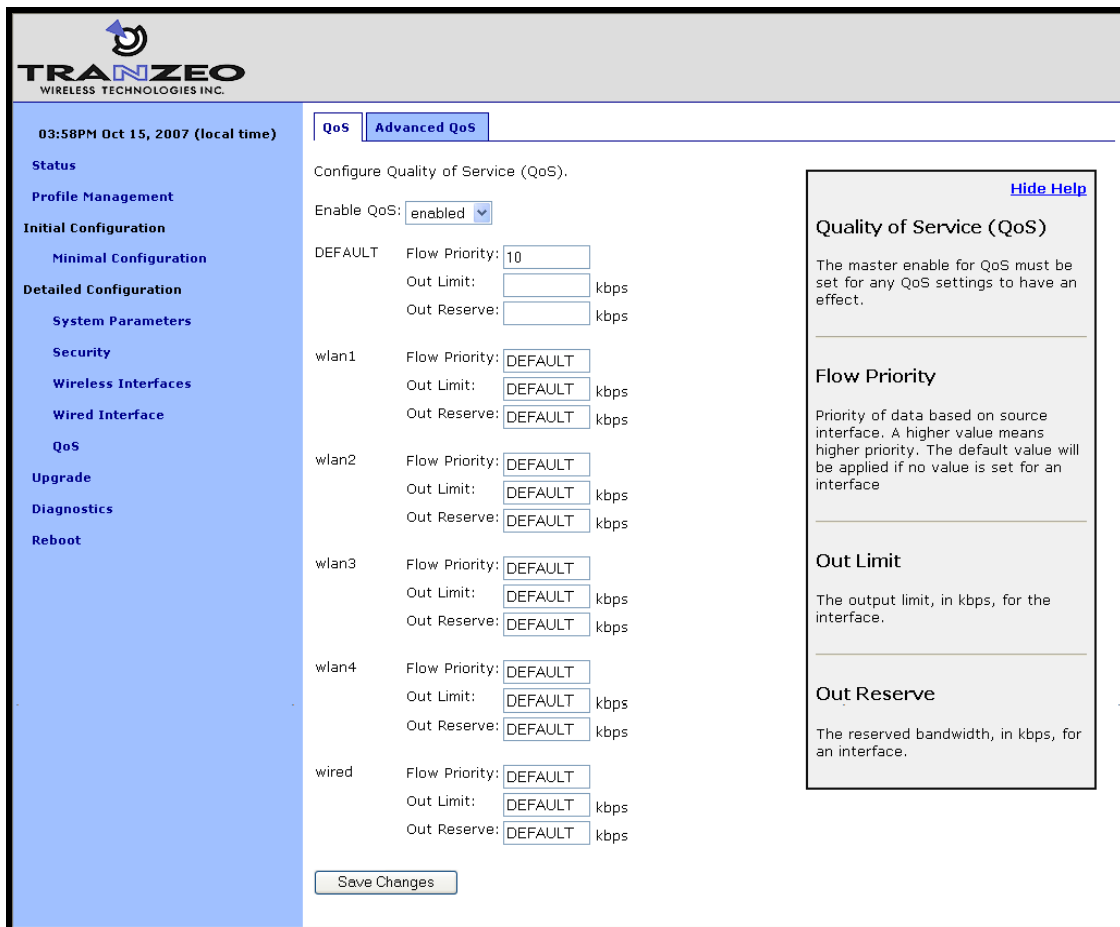 TRANZEO
WIRELESS TECHNOLOGIES INC.
03:58PM Oct 15, 2007 (local time)
Status
Profile Management
Initial Configuration
Minimal Configuration
Detailed Configuration
System Parameters
Security
Wireless Interfaces
Wired Interface
QoS
Upgrade
Diagnostics
Reboot
QoS
Advanced QoS
Configure Quality of Service (QoS).
Enable QoS: enabled
DEFAULT Flow Priority: 10
Out Limit: kbps
Out Reserve: kbps
wlan1 Flow Priority: DEFAULT
Out Limit: DEFAULT kbps
Out Reserve: DEFAULT kbps
wlan2 Flow Priority: DEFAULT
Out Limit: DEFAULT kbps
Out Reserve: DEFAULT kbps
wlan3 Flow Priority: DEFAULT
Out Limit: DEFAULT kbps
Out Reserve: DEFAULT kbps
wlan4 Flow Priority: DEFAULT
Out Limit: DEFAULT kbps
Out Reserve: DEFAULT kbps
wired Flow Priority: DEFAULT
Out Limit: DEFAULT kbps
Out Reserve: DEFAULT kbps
Save Changes
Hide Help
Quality of Service (QoS)
The master enable for QoS must be
set for any QoS settings to have an
effect.
Flow Priority
Priority of data based on source
interface. A higher value means
higher priority. The default value will
be applied if no value is set for an
interface
Out Limit
The output limit, in kbps, for the
interface.
Out Reserve
The reserved bandwidth, in kbps, for
an interface.